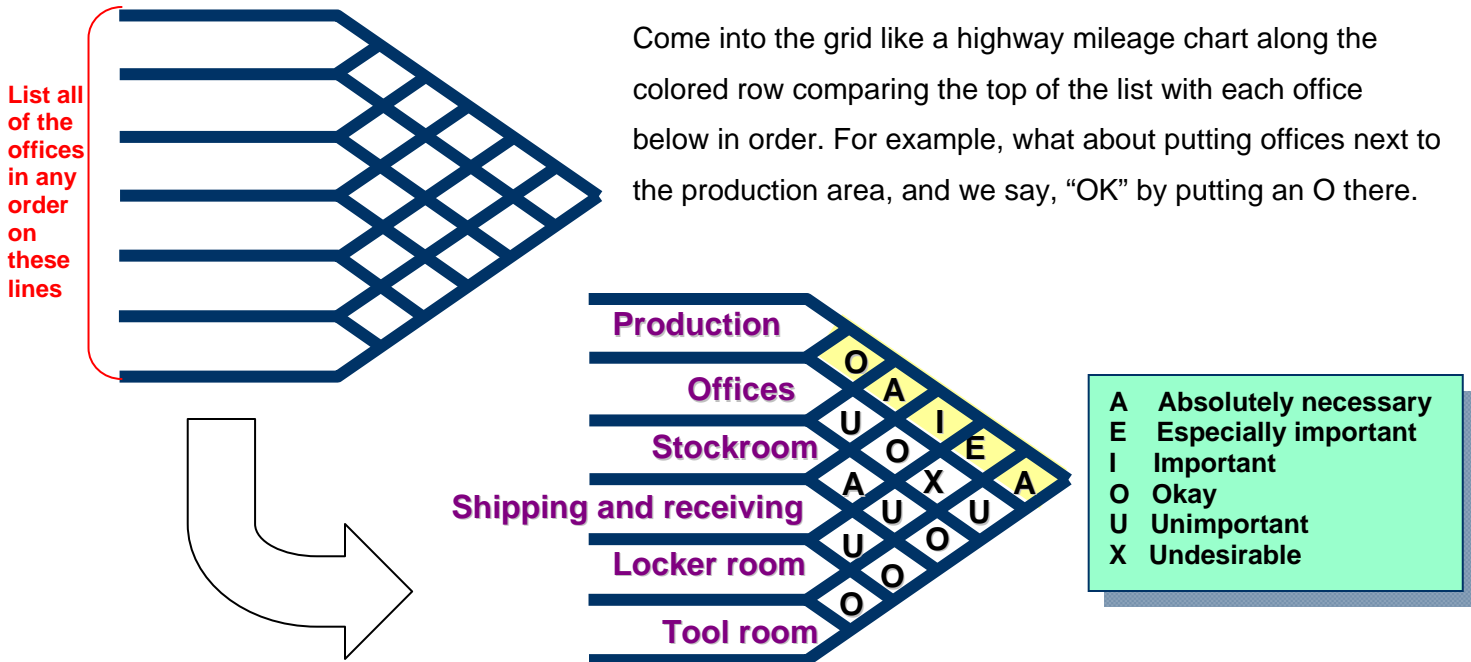 Come into the grid like a highway mileage chart along the
colored row comparing the top of the list with each office
below in order. For example, what about putting offices next to
the production area, and we say, “OK” by putting an O there.
List all
of the
offices
in any
order
on
these
lines
Production
Offices
Stockroom
Shipping and receiving
Locker room
Tool room
O
A
U
I
O
E
A
X
A
U
U
U
O
O
O
A Absolutely necessary
E Especially important
I Important
O Okay
U Unimportant
X Undesirable